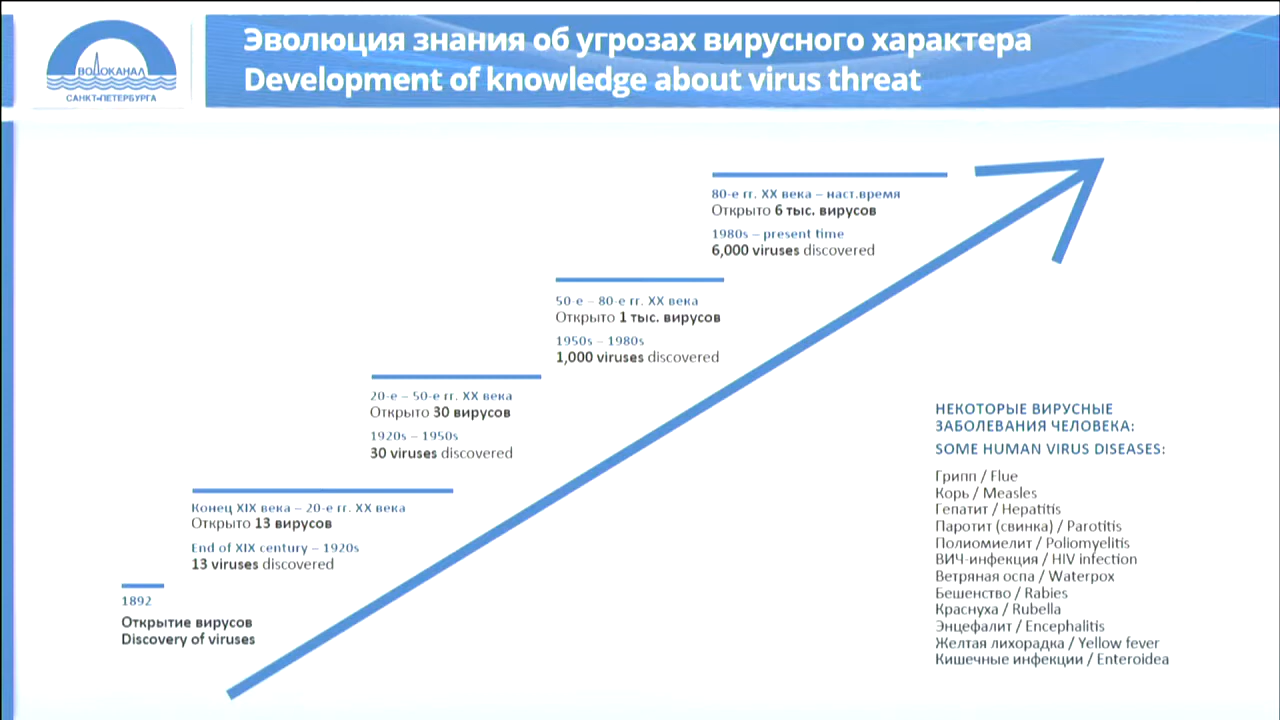 ВОДОКАНАЛ
САНКТ-ПЕТЕРБУРГА
Эволюция знания об угрозах вирусного характера
Development of knowledge about virus threat
80-е гг. XX века – наст.время
Открыто 6 тыс. вирусов
1980s – present time
6,000 viruses discovered
50-е – 80-е гг. XX века
Открыто 1 тыс. вирусов
1950s – 1980s
1,000 viruses discovered
20-е – 50-е гг. XX века
Открыто 30 вирусов
1920s – 1950s
30 viruses discovered
Конец XIX века – 20-е гг. XX века
Открыто 13 вирусов
End of XIX century – 1920s
13 viruses discovered
1892
Открытие вирусов
Discovery of viruses
НЕКОТОРЫЕ ВИРУСНЫЕ
ЗАБОЛЕВАНИЯ ЧЕЛОВЕКА:
SOME HUMAN VIRUS DISEASES:
Грипп / Flue
Корь / Measles
Гепатит / Hepatitis
Паротит (свинка) / Parotitis
Полиомиелит / Poliomyelitis
ВИЧ-инфекция / HIV infection
Ветряная оспа / Waterpox
Бешенство / Rabies
Краснуха / Rubella
Энцефалит / Encephalitis
Желтая лихорадка / Yellow fever
Кишечные инфекции / Enteroidea